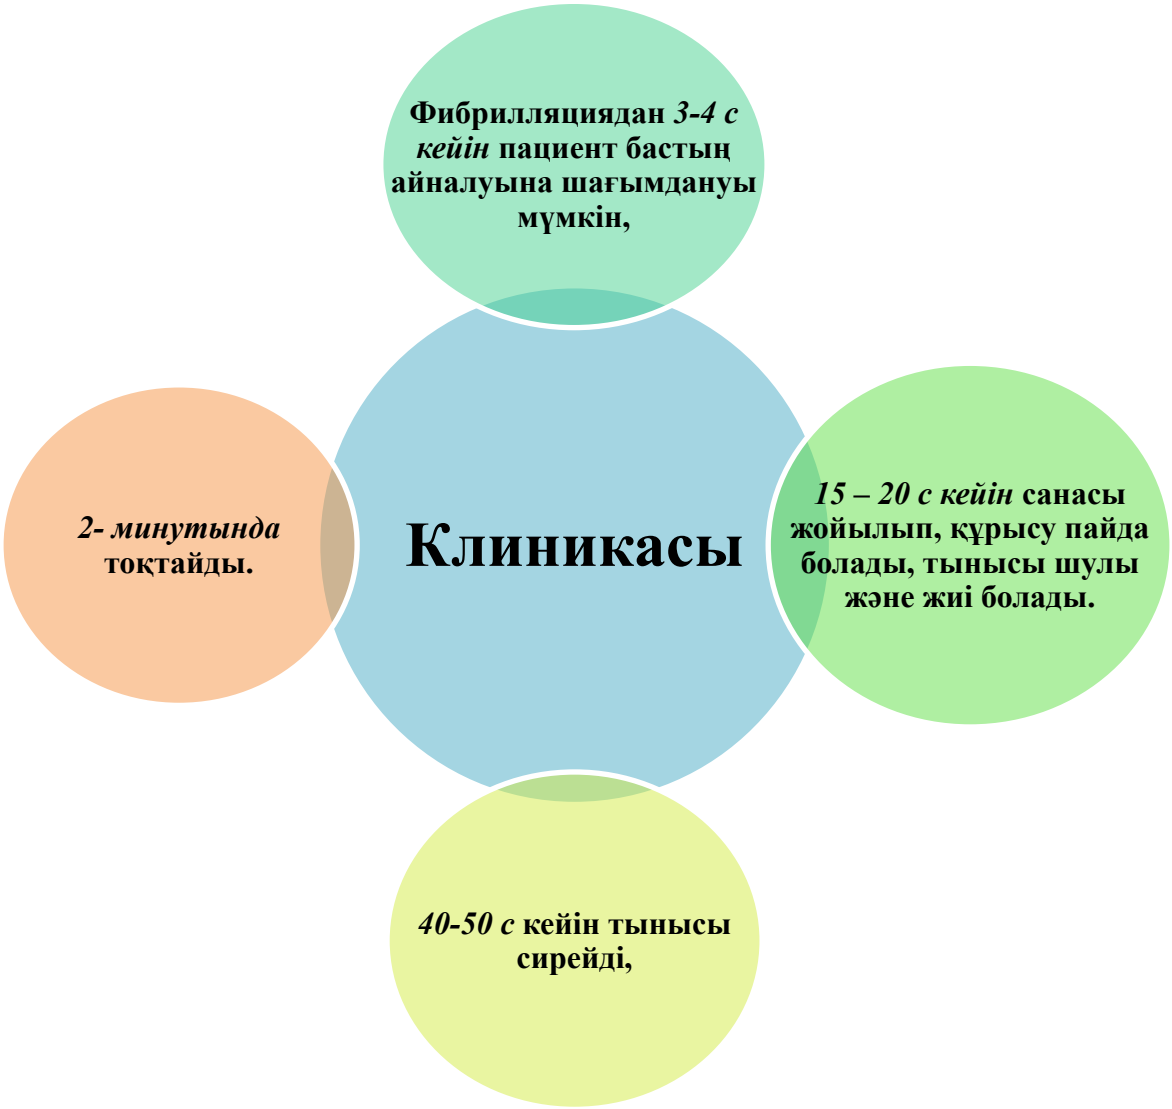 Фибрилляциядан 3-4 с
кейін пациент бастың
айналуына шағымдануы
мүмкін,
Клиникасы
15 – 20 с кейін санасы
жойылып, құрысу пайда
болады, тынысы шулы
және жиі болады.
40-50 с кейін тынысы
сирейді,
2- минутында
тоқтайды.